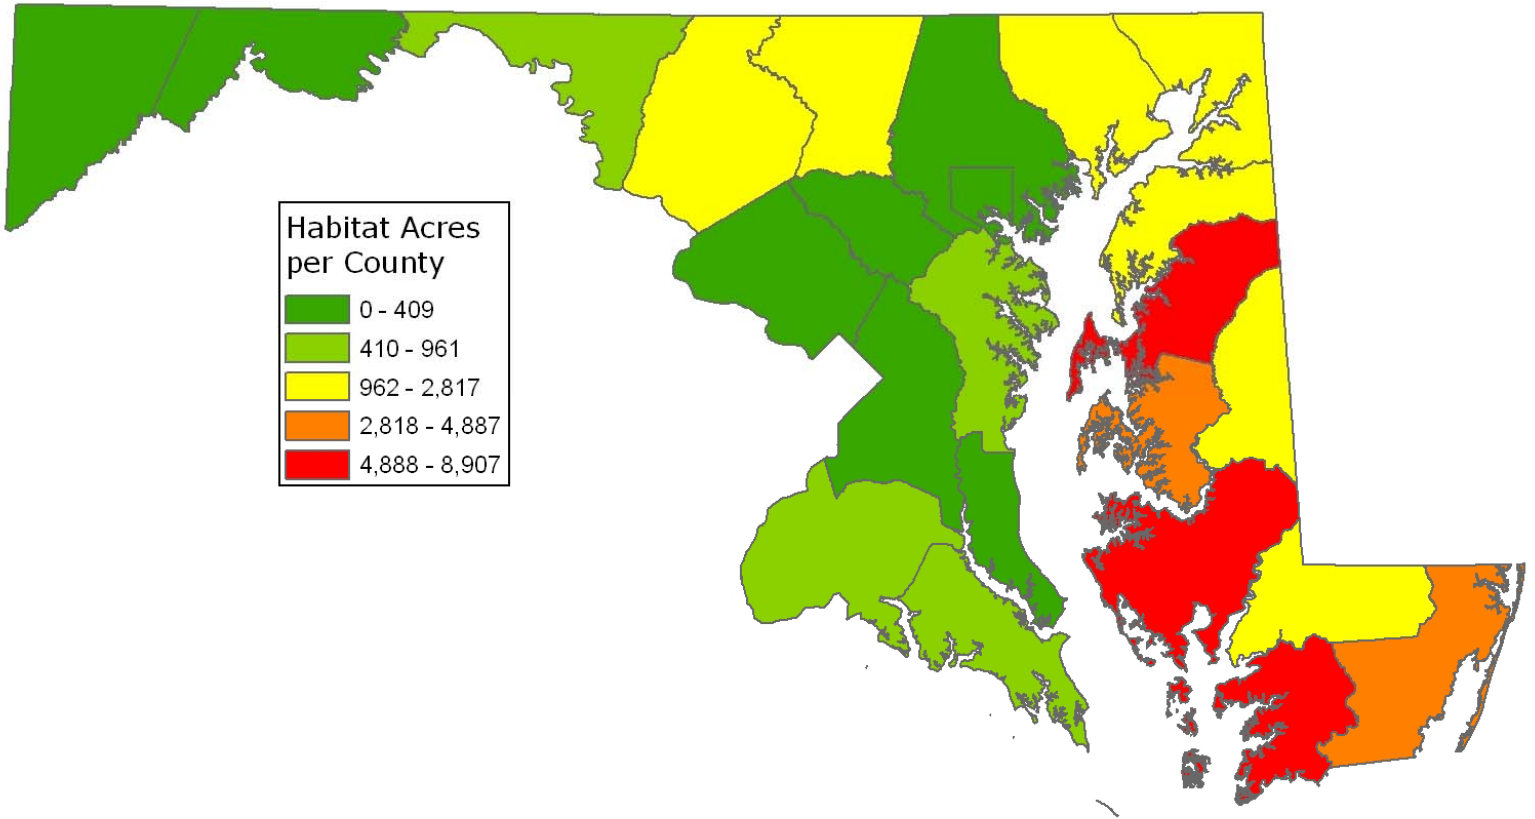 Habitat Acres
per County
0 - 409
410 - 961
962 - 2,817
2,818 - 4,887
4,888 - 8,907